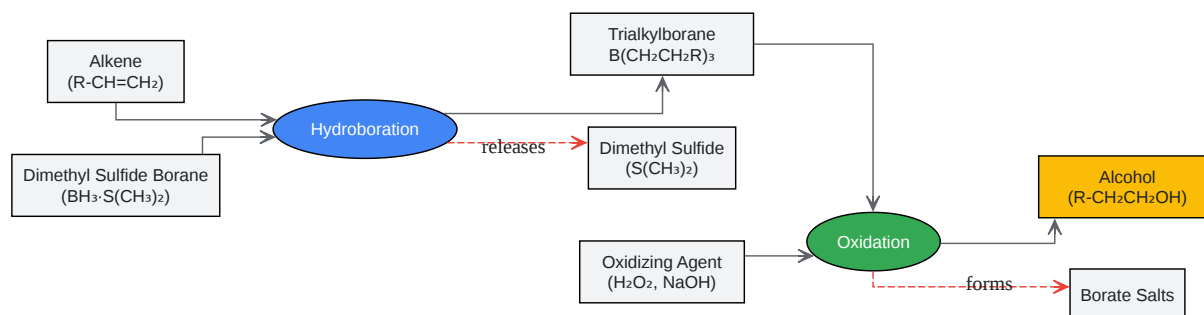 Alkene
(R-CH=CH₂)
Dimethyl Sulfide Borane
(BH₃·S(CH₃)₂)
Hydroboration
Trialkylborane
B(CH₂CH₂R)₃
releases
Dimethyl Sulfide
(S(CH₃)₂)
Oxidizing Agent
(H₂O₂, NaOH)
Oxidation
Alcohol
(R-CH₂CH₂OH)
forms
Borate Salts